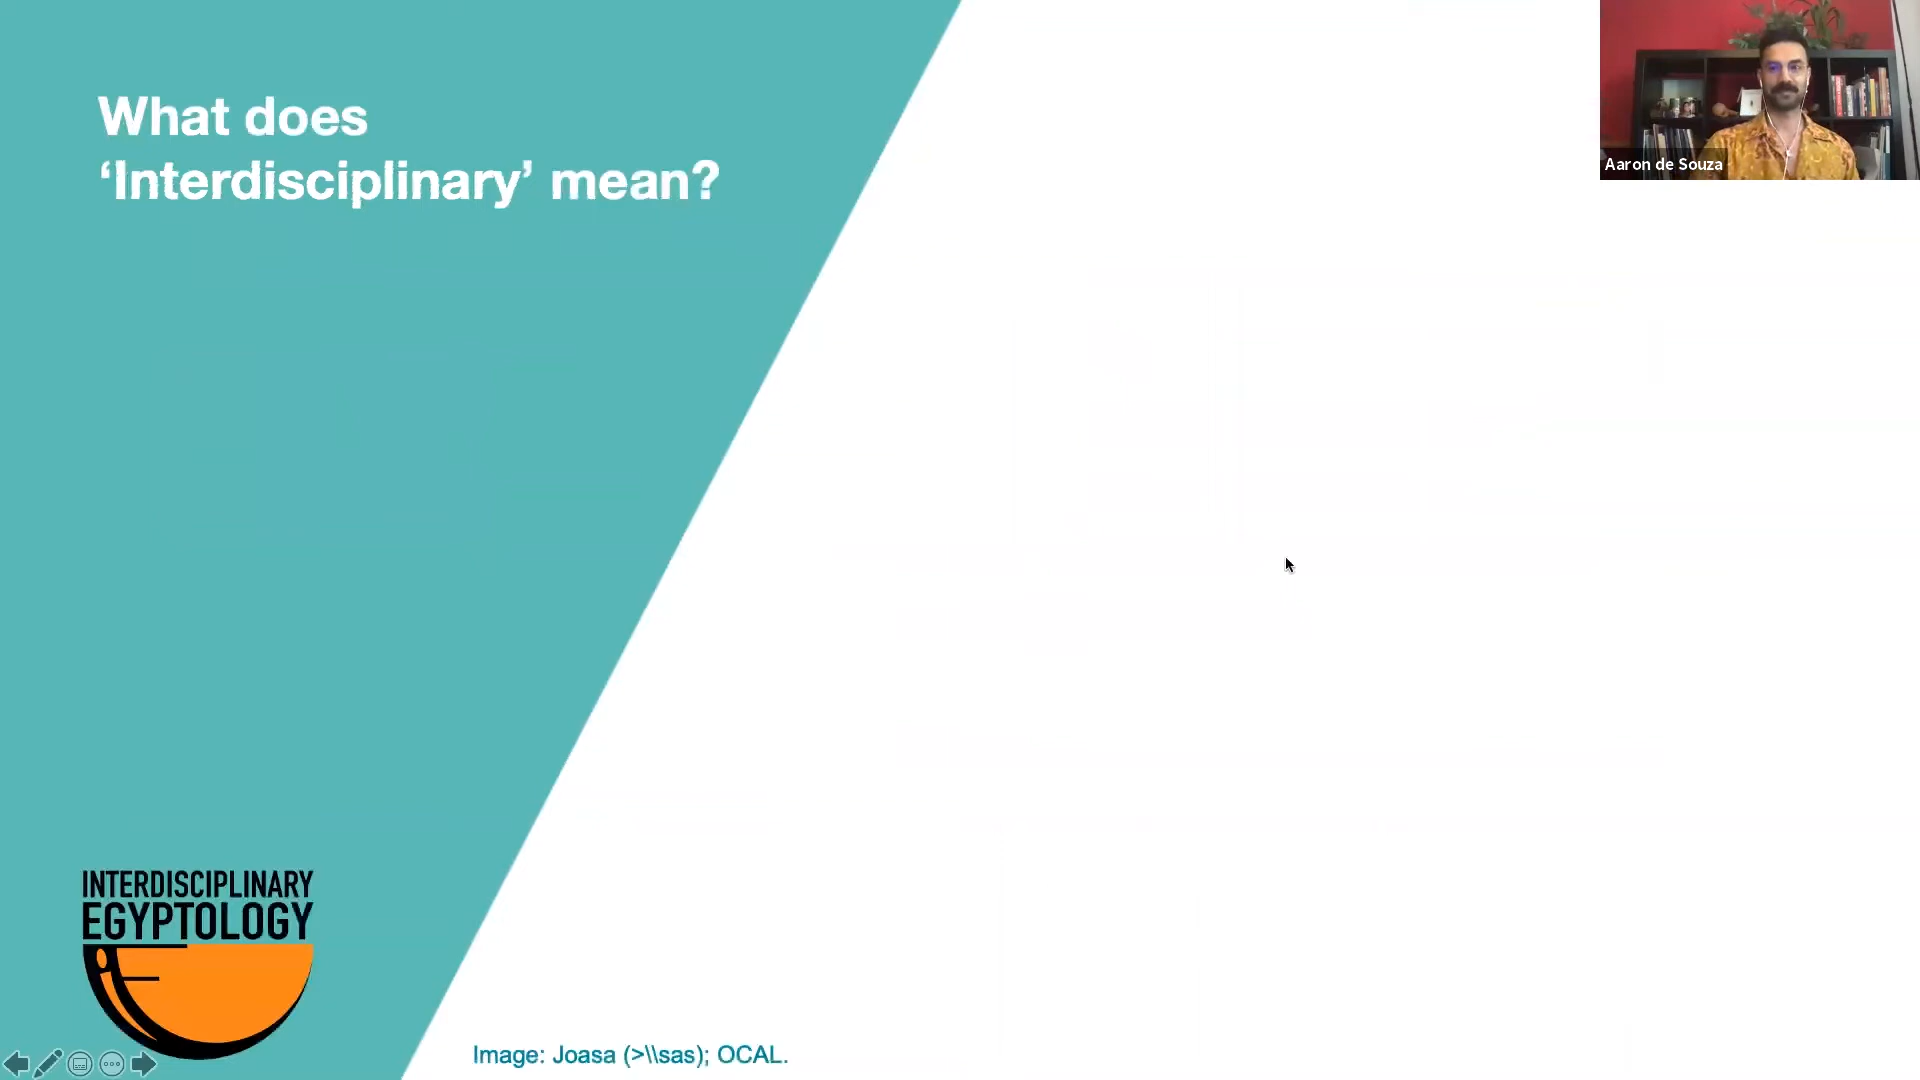 What does
‘Interdisciplinary’ mean?
Aaron de Souza
INTERDISCIPLINARY
EGYPTOLOGY
Image: Joasa (>\\sas); OCAL.